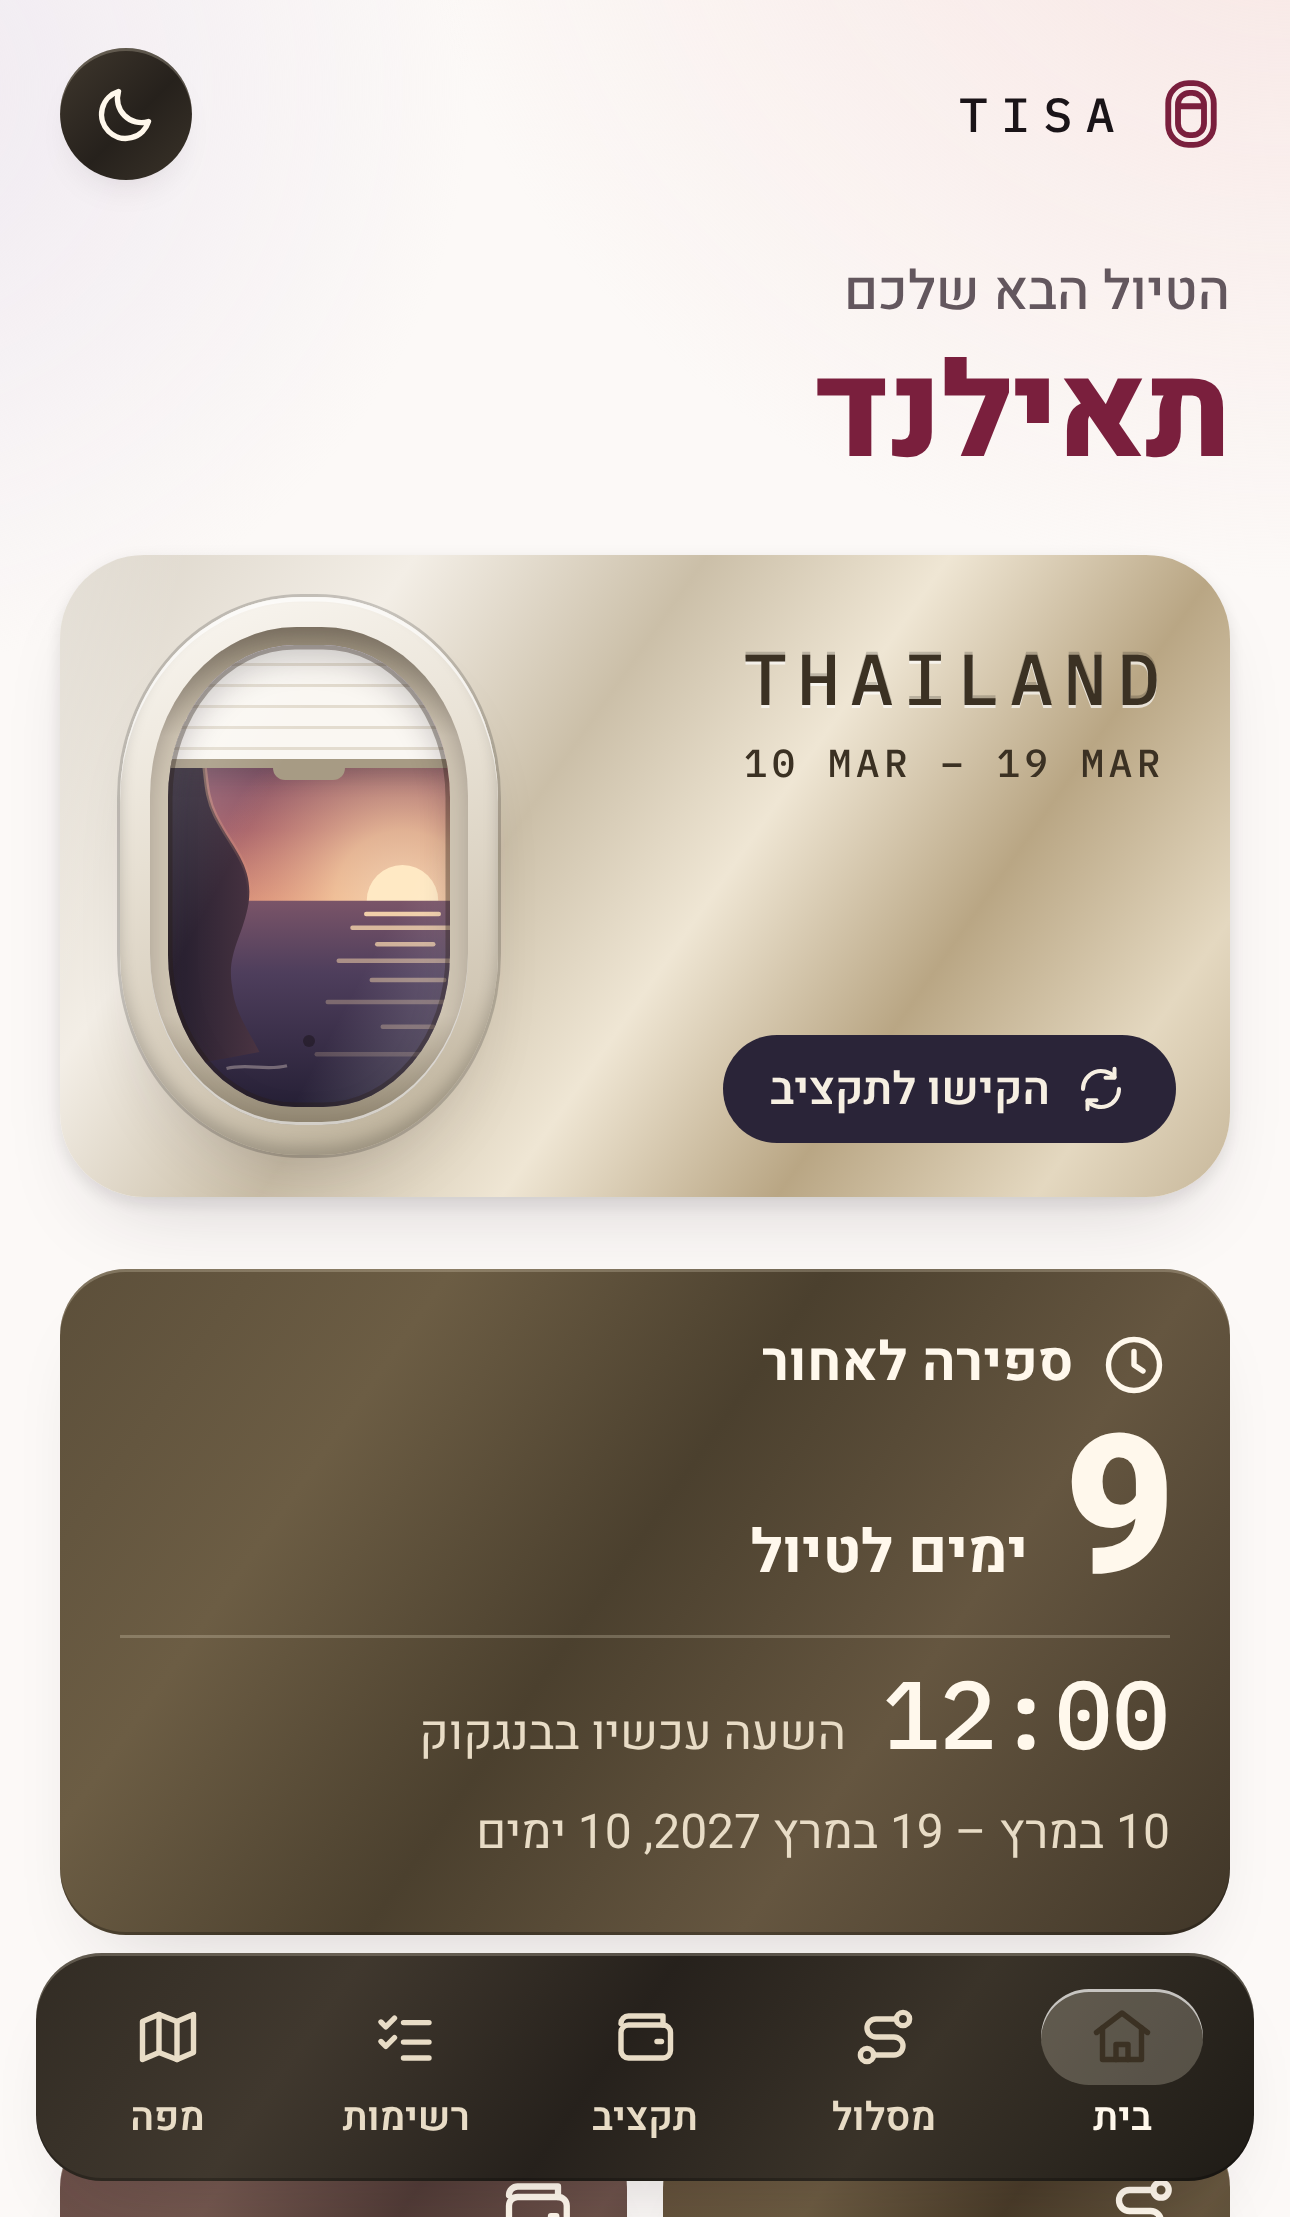 TISA
הטיול הבא שלכם
תאילנד
THAILAND
10 MAR – 19 MAR
הקישו לתקציב
ספירה לאחור
9 ימים לטיול
12:00 השעה עכשיו בבנגקוק
10 במרץ – 19 במרץ 2027, 10 ימים
בית
מסלול
תקציב
רשימות
מפה